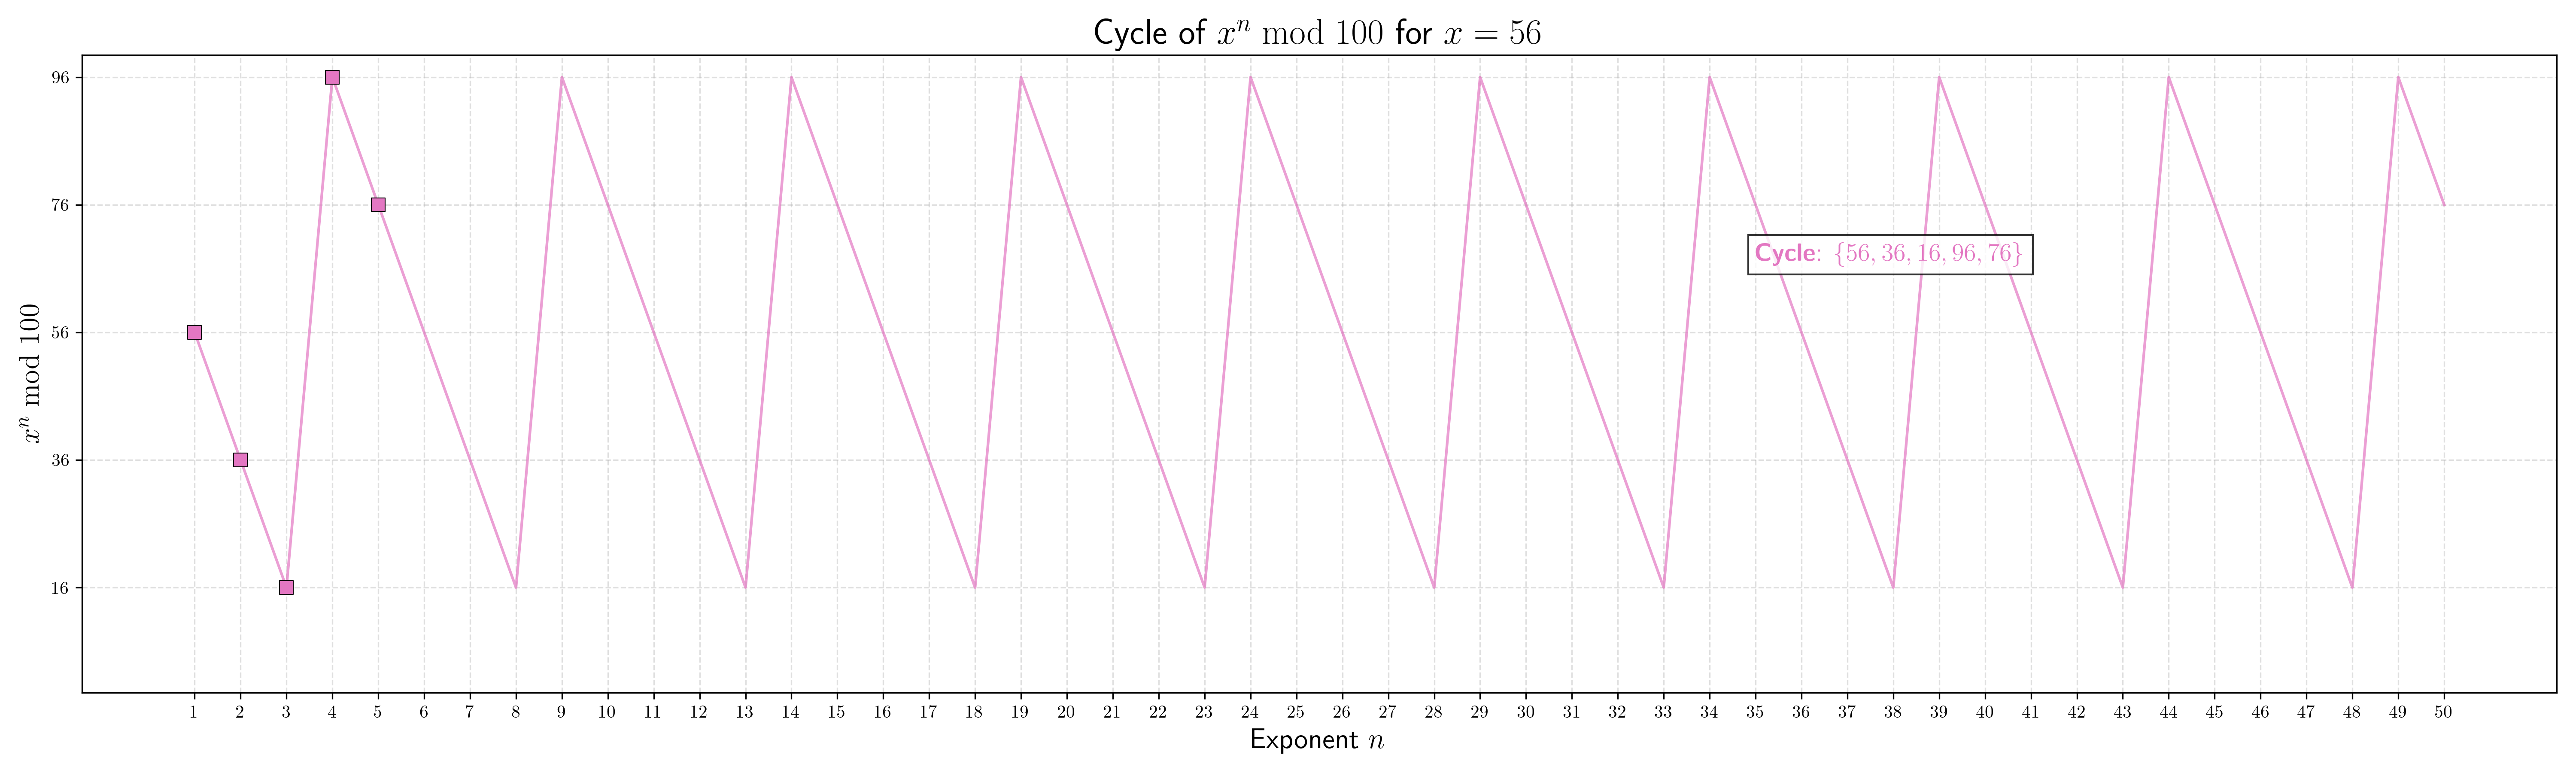 Cycle of xⁿ mod 100 for x = 56
96
76
56
36
16
xⁿ mod 100
Cycle: {56, 36, 16, 96, 76}
1 2 3 4 5 6 7 8 9 10 11 12 13 14 15 16 17 18 19 20 21 22 23 24 25 26 27 28 29 30 31 32 33 34 35 36 37 38 39 40 41 42 43 44 45 46 47 48 49 50
Exponent n